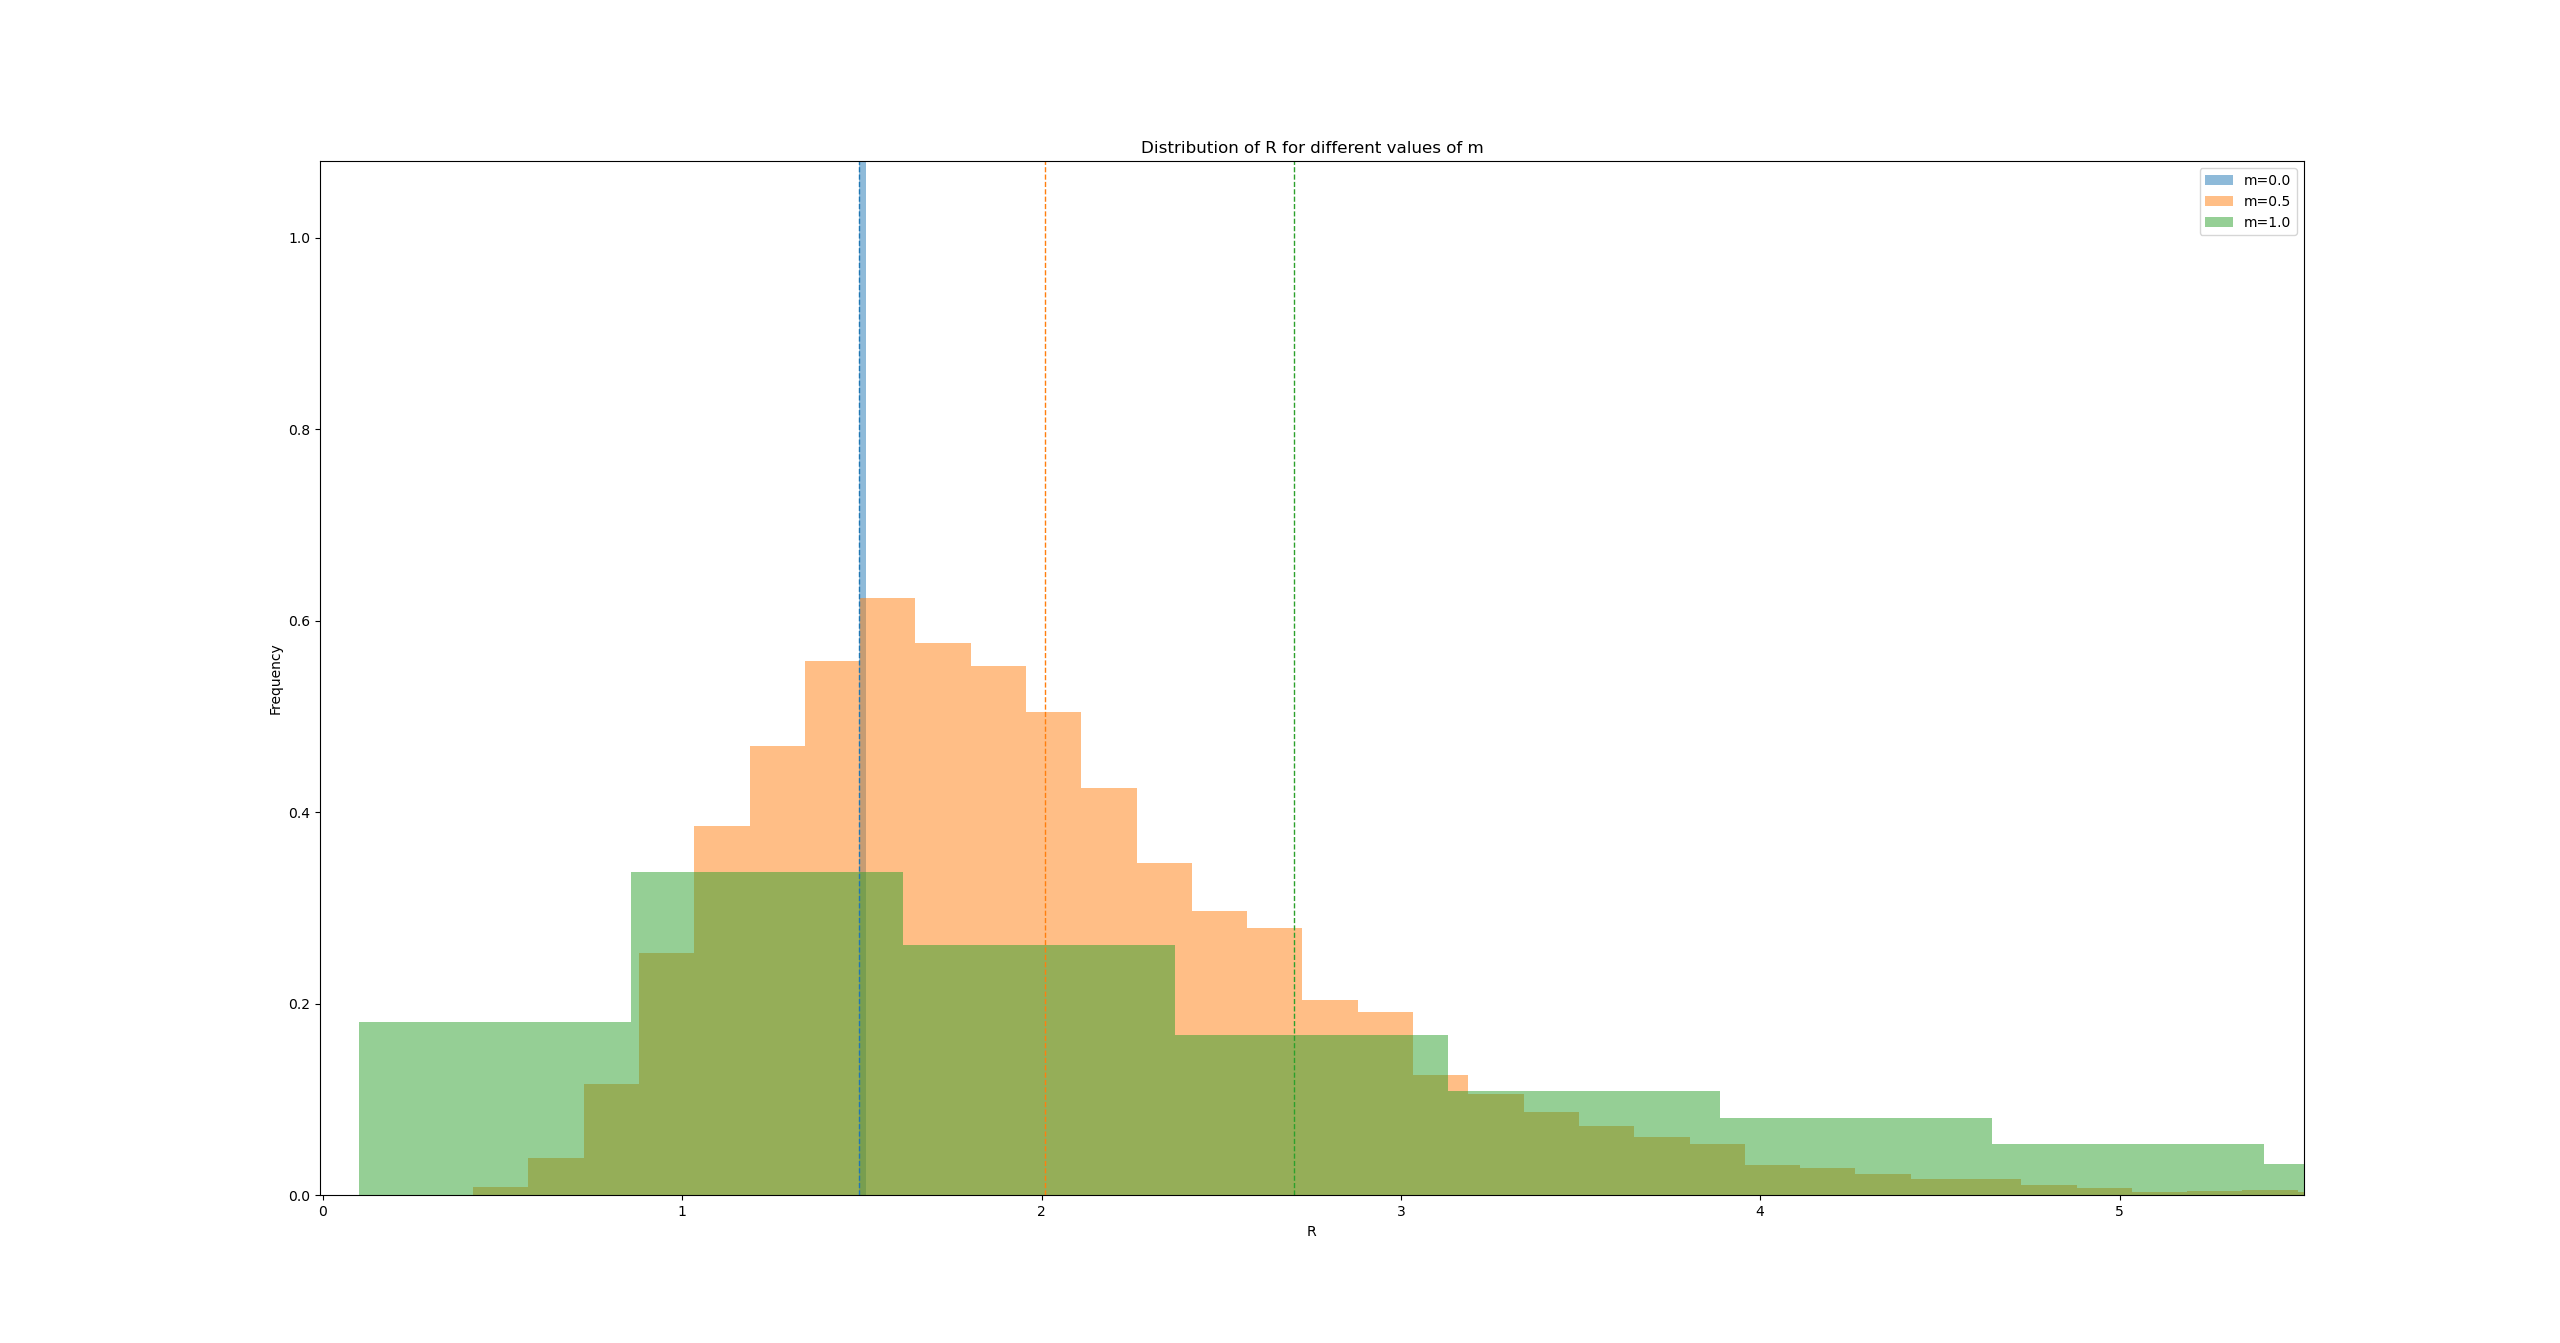 Distribution of R for different values of m
m=0.0
m=0.5
m=1.0
1.0
0.8
0.6
0.4
0.2
0.0
Frequency
0 1 2 3 4 5
R